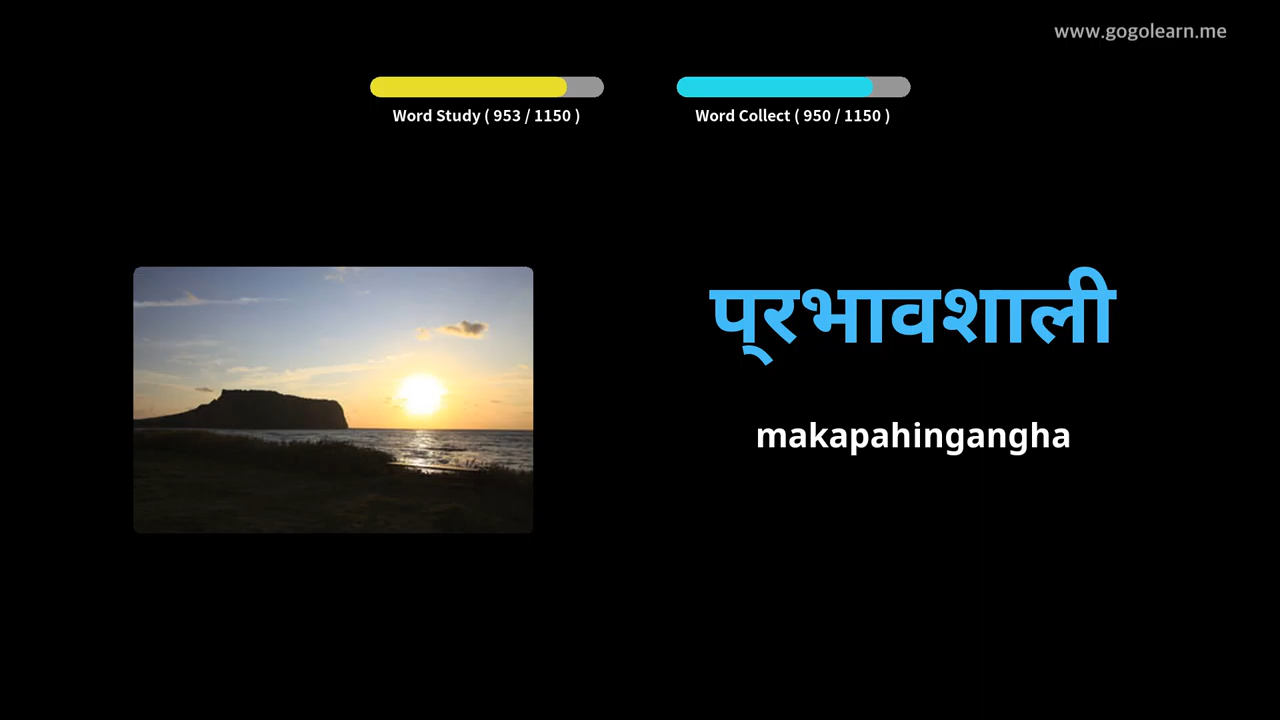 www.gogolearn.me
Word Study ( 953 / 1150 )
Word Collect ( 950 / 1150 )
प्रभावशाली
makapahingangha